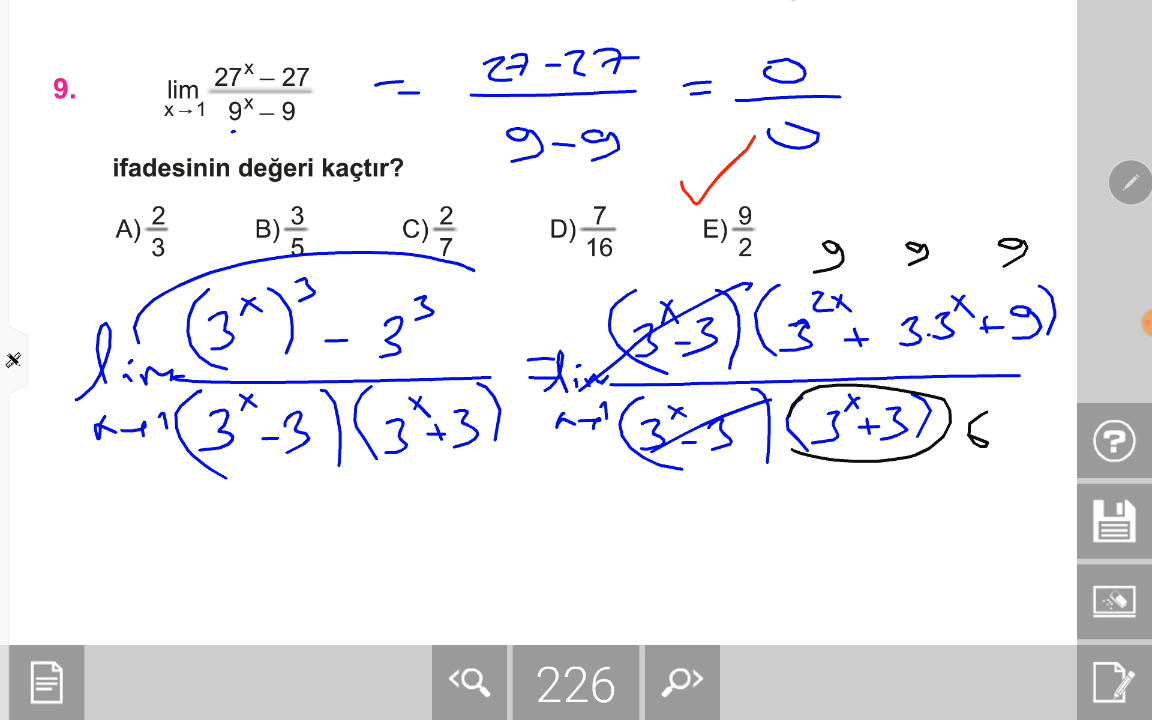 9. lim x→1 (27^x – 27)/(9^x – 9) = (27-27)/(9-9) = 0/0
ifadesinin değeri kaçtır?
A) 2/3 B) 3/5 C) 2/7 D) 7/16 E) 9/2
9 9 9
lim x→1 ((3^x)^3 - 3^3)/((3^x-3)(3^x+3)) = lim x→1 ((3^x-3)(3^2x + 3.3^x+9))/((3^x-3)(3^x+3)) 6
226